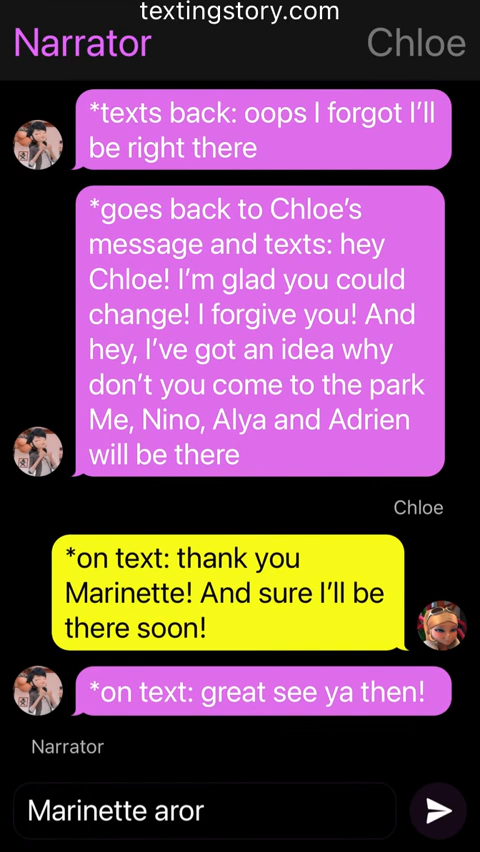 textingstory.com
Narrator
Chloe
*texts back: oops I forgot I’ll
be right there
*goes back to Chloe’s
message and texts: hey
Chloe! I’m glad you could
change! I forgive you! And
hey, I’ve got an idea why
don’t you come to the park
Me, Nino, Alya and Adrien
will be there
Chloe
*on text: thank you
Marinette! And sure I’ll be
there soon!
*on text: great see ya then!
Narrator
Marinette aror